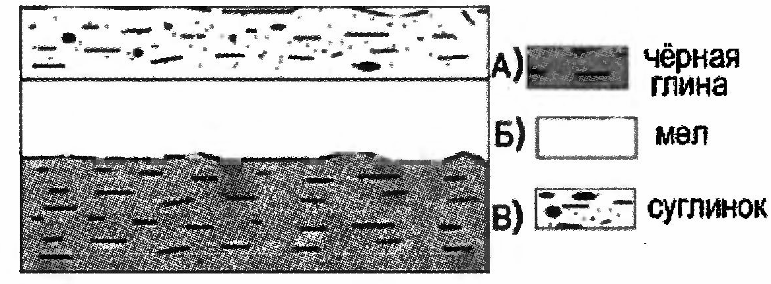 А) чёрная
глина
Б) мел
В) суглинок